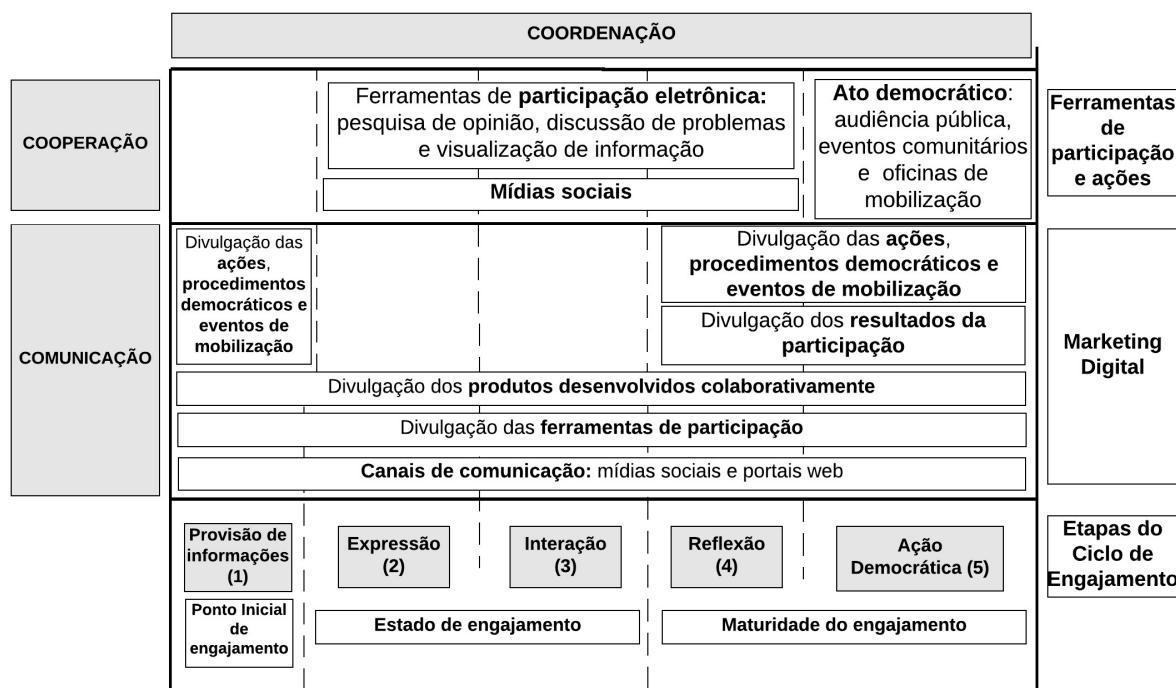 COORDENAÇÃO
COOPERAÇÃO
Ferramentas de participação eletrônica:
pesquisa de opinião, discussão de problemas
e visualização de informação
Mídias sociais
Ato democrático:
audiência pública,
eventos comunitários
e oficinas de
mobilização
Ferramentas
de
participação
e ações
COMUNICAÇÃO
Divulgação das
ações,
procedimentos
democráticos e
eventos de
mobilização
Divulgação das ações,
procedimentos democráticos e
eventos de mobilização
Divulgação dos resultados da
participação
Divulgação dos produtos desenvolvidos colaborativamente
Divulgação das ferramentas de participação
Canais de comunicação: mídias sociais e portais web
Marketing
Digital
Provisão de
informações
(1)
Expressão
(2)
Interação
(3)
Reflexão
(4)
Ação
Democrática (5)
Etapas do
Ciclo de
Engajamento
Ponto Inicial
de
engajamento
Estado de engajamento
Maturidade do engajamento